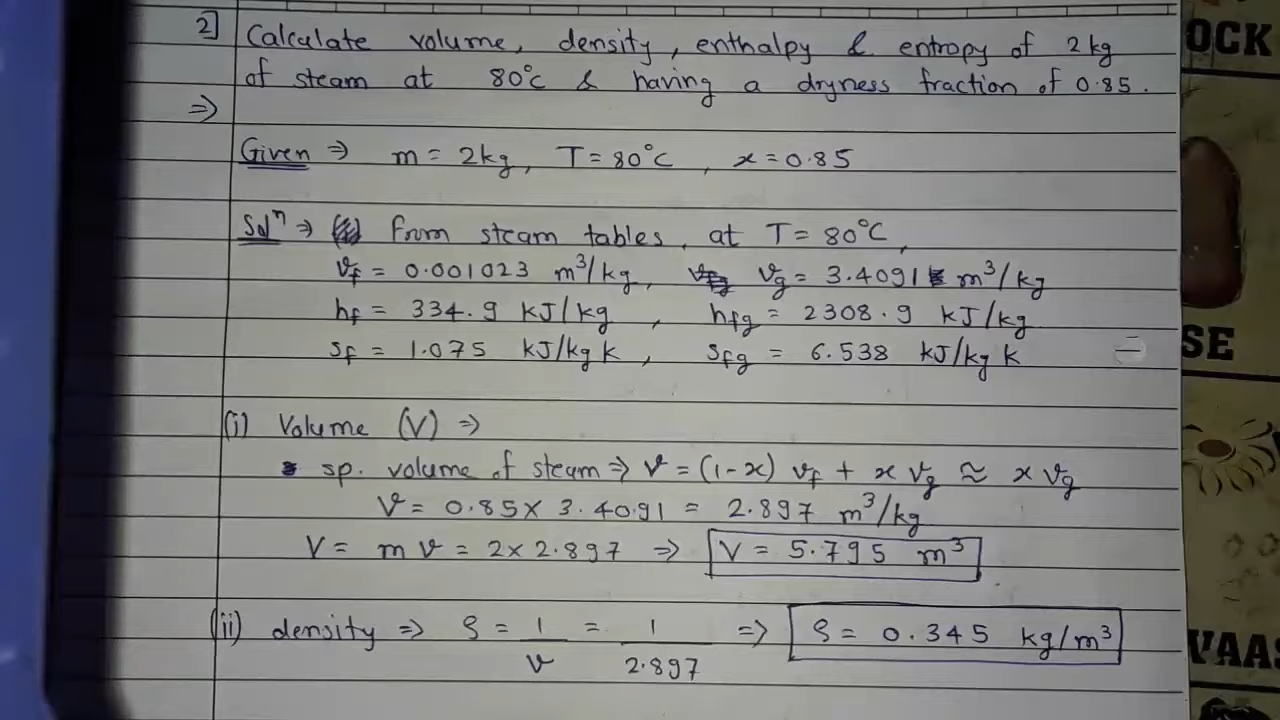 2] Calculate volume, density, enthalpy & entropy of 2 kg
of steam at 80°c & having a dryness fraction of 0.85.
⇒
Given ⇒ m = 2kg, T = 80°C, x = 0.85
Solⁿ ⇒ From steam tables, at T = 80°C,
vf = 0.001023 m³/kg, vg = 3.4091 m³/kg
hf = 334.9 kJ/kg, hfg = 2308.9 kJ/kg
Sf = 1.075 kJ/kg k, Sfg = 6.538 kJ/kg k
(i) Volume (V) ⇒
sp. volume of steam ⇒ v = (1-x) vf + x vg ≈ x vg
v = 0.85 × 3.4091 = 2.897 m³/kg
V = m v = 2 × 2.897 ⇒ V = 5.795 m³
(ii) density ⇒ ρ = 1/v = 1/2.897 ⇒ ρ = 0.345 kg/m³
OCK
SE
VAAS